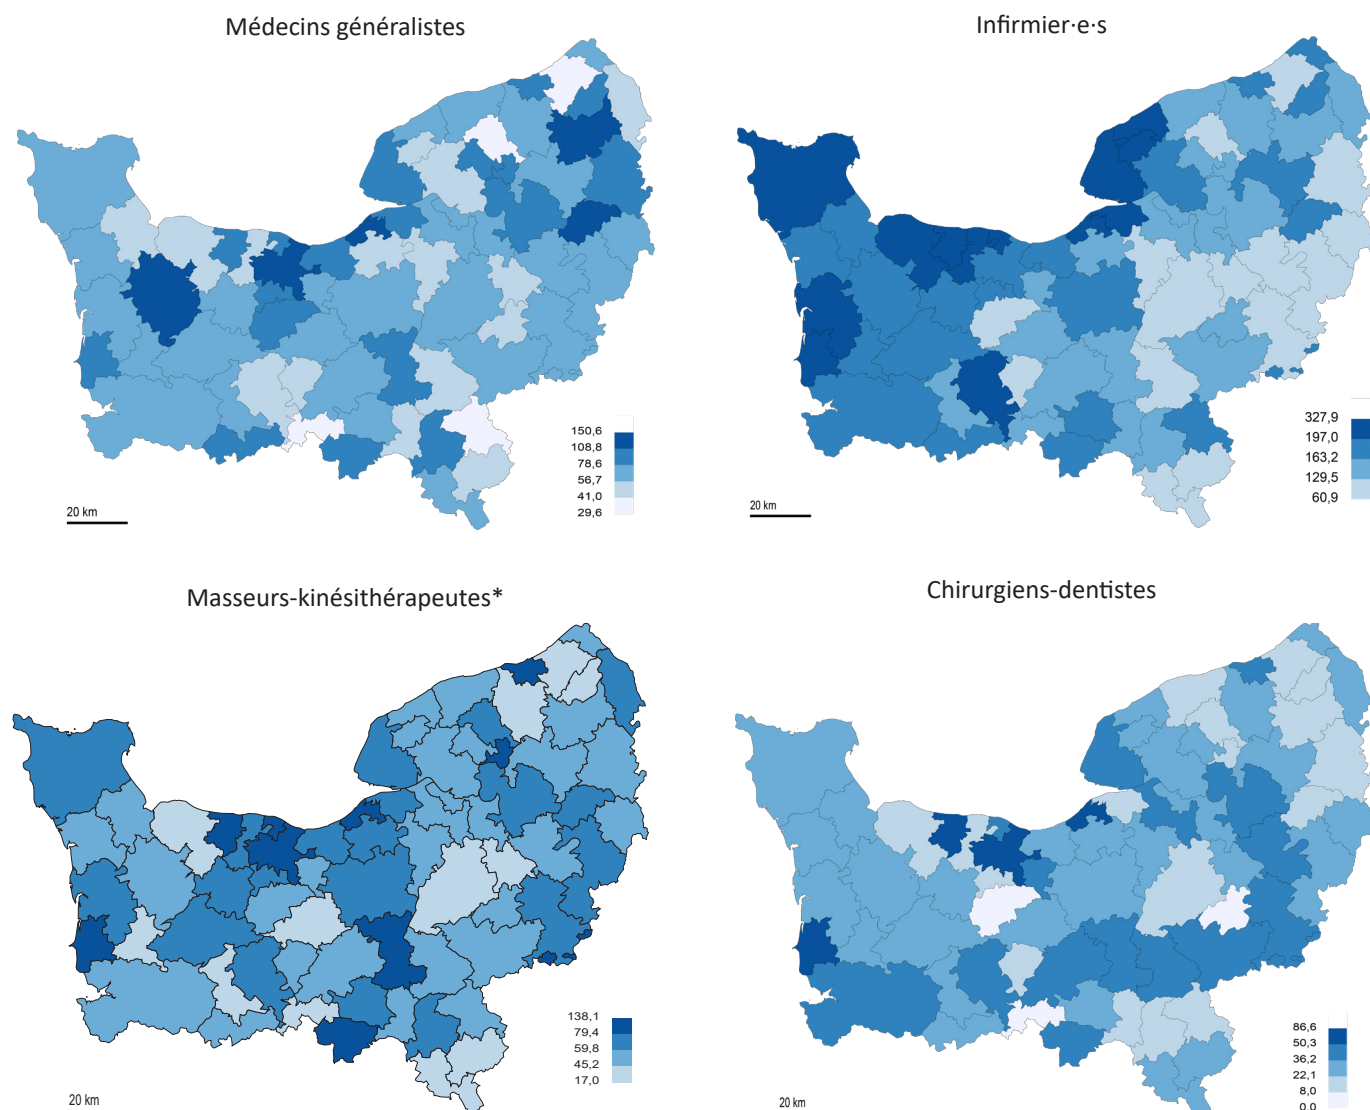 Médecins généralistes
Infirmier·e·s
150,6
108,8
78,6
56,7
41,0
29,6
20 km
327,9
197,0
163,2
129,5
60,9
20 km
Masseurs-kinésithérapeutes*
Chirurgiens-dentistes
138,1
79,4
59,8
45,2
17,0
20 km
86,6
50,3
36,2
22,1
8,0
0,0
20 km